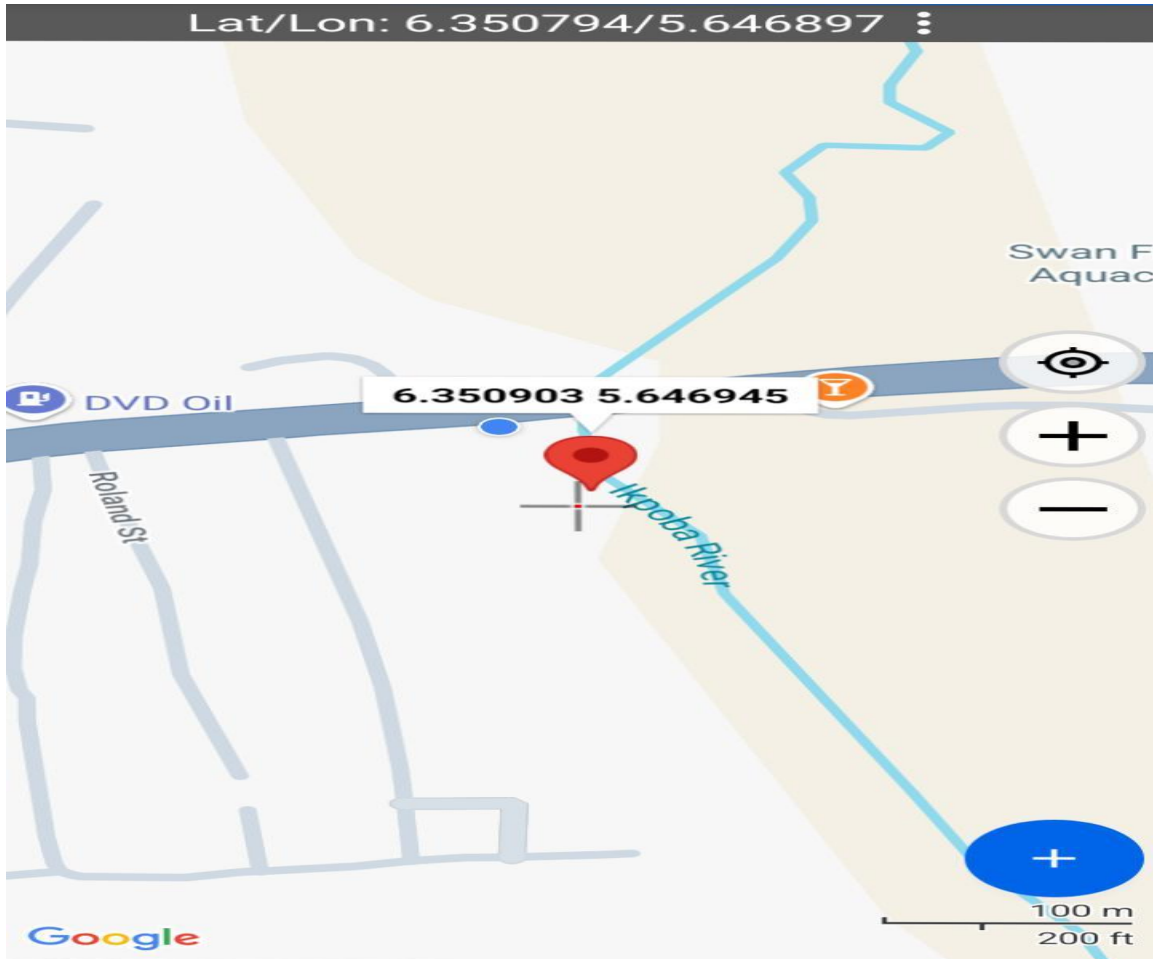 Lat/Lon: 6.350794/5.646897
Swan F
Aquac
6.350903 5.646945
DVD Oil
Roland St
Ikpoba River
100 m
200 ft
Google